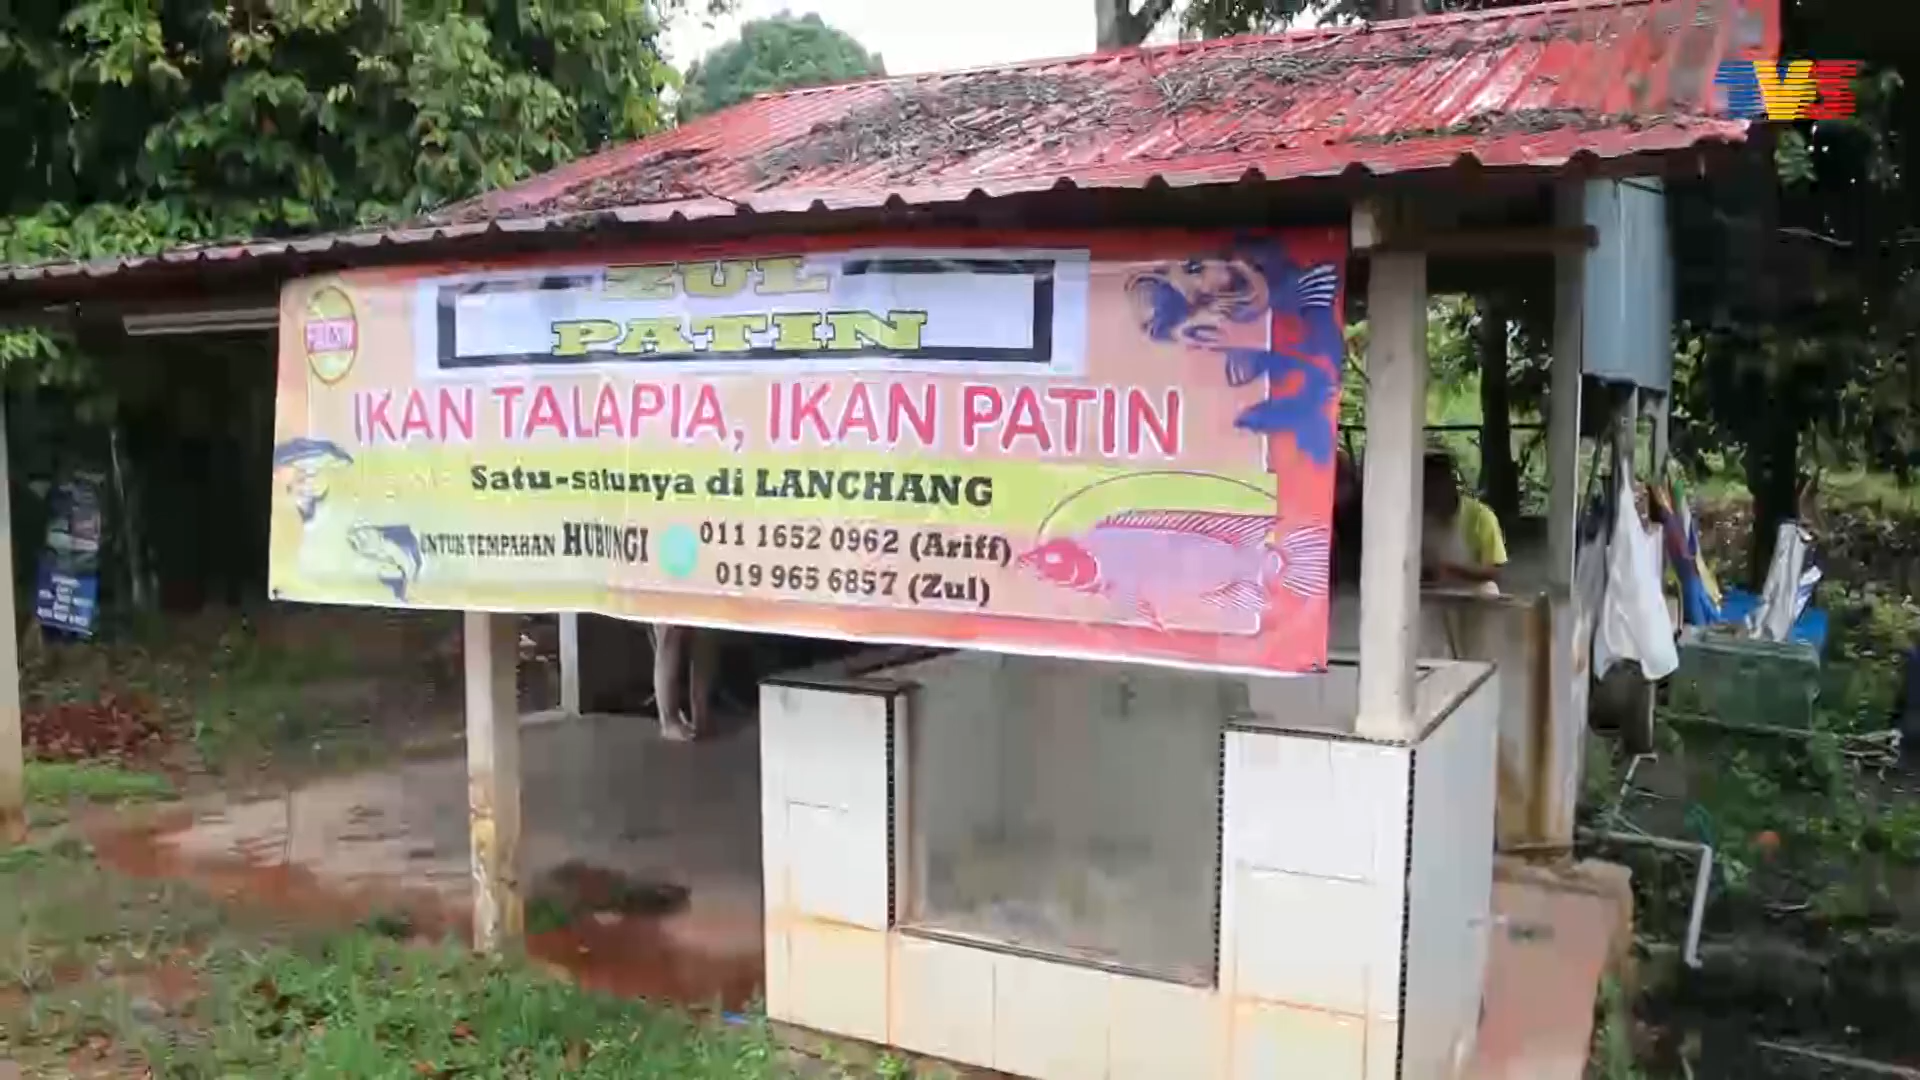 TV3
ZUL
PATIN
IKAN TALAPIA, IKAN PATIN
Satu-satunya di LANCHANG
UNTUK TEMPAHAN HUBUNGI
011 1652 0962 (Ariff)
019 965 6857 (Zul)